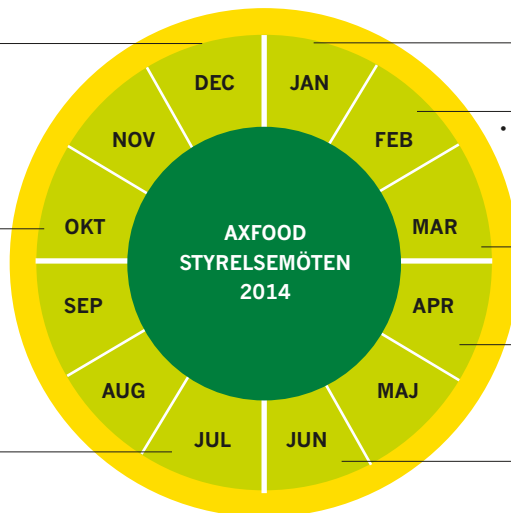 DEC
JAN
NOV
FEB
•
OKT
MAR
AXFOOD
STYRELSEMÖTEN
2014
SEP
APR
AUG
MAJ
JUL
JUN